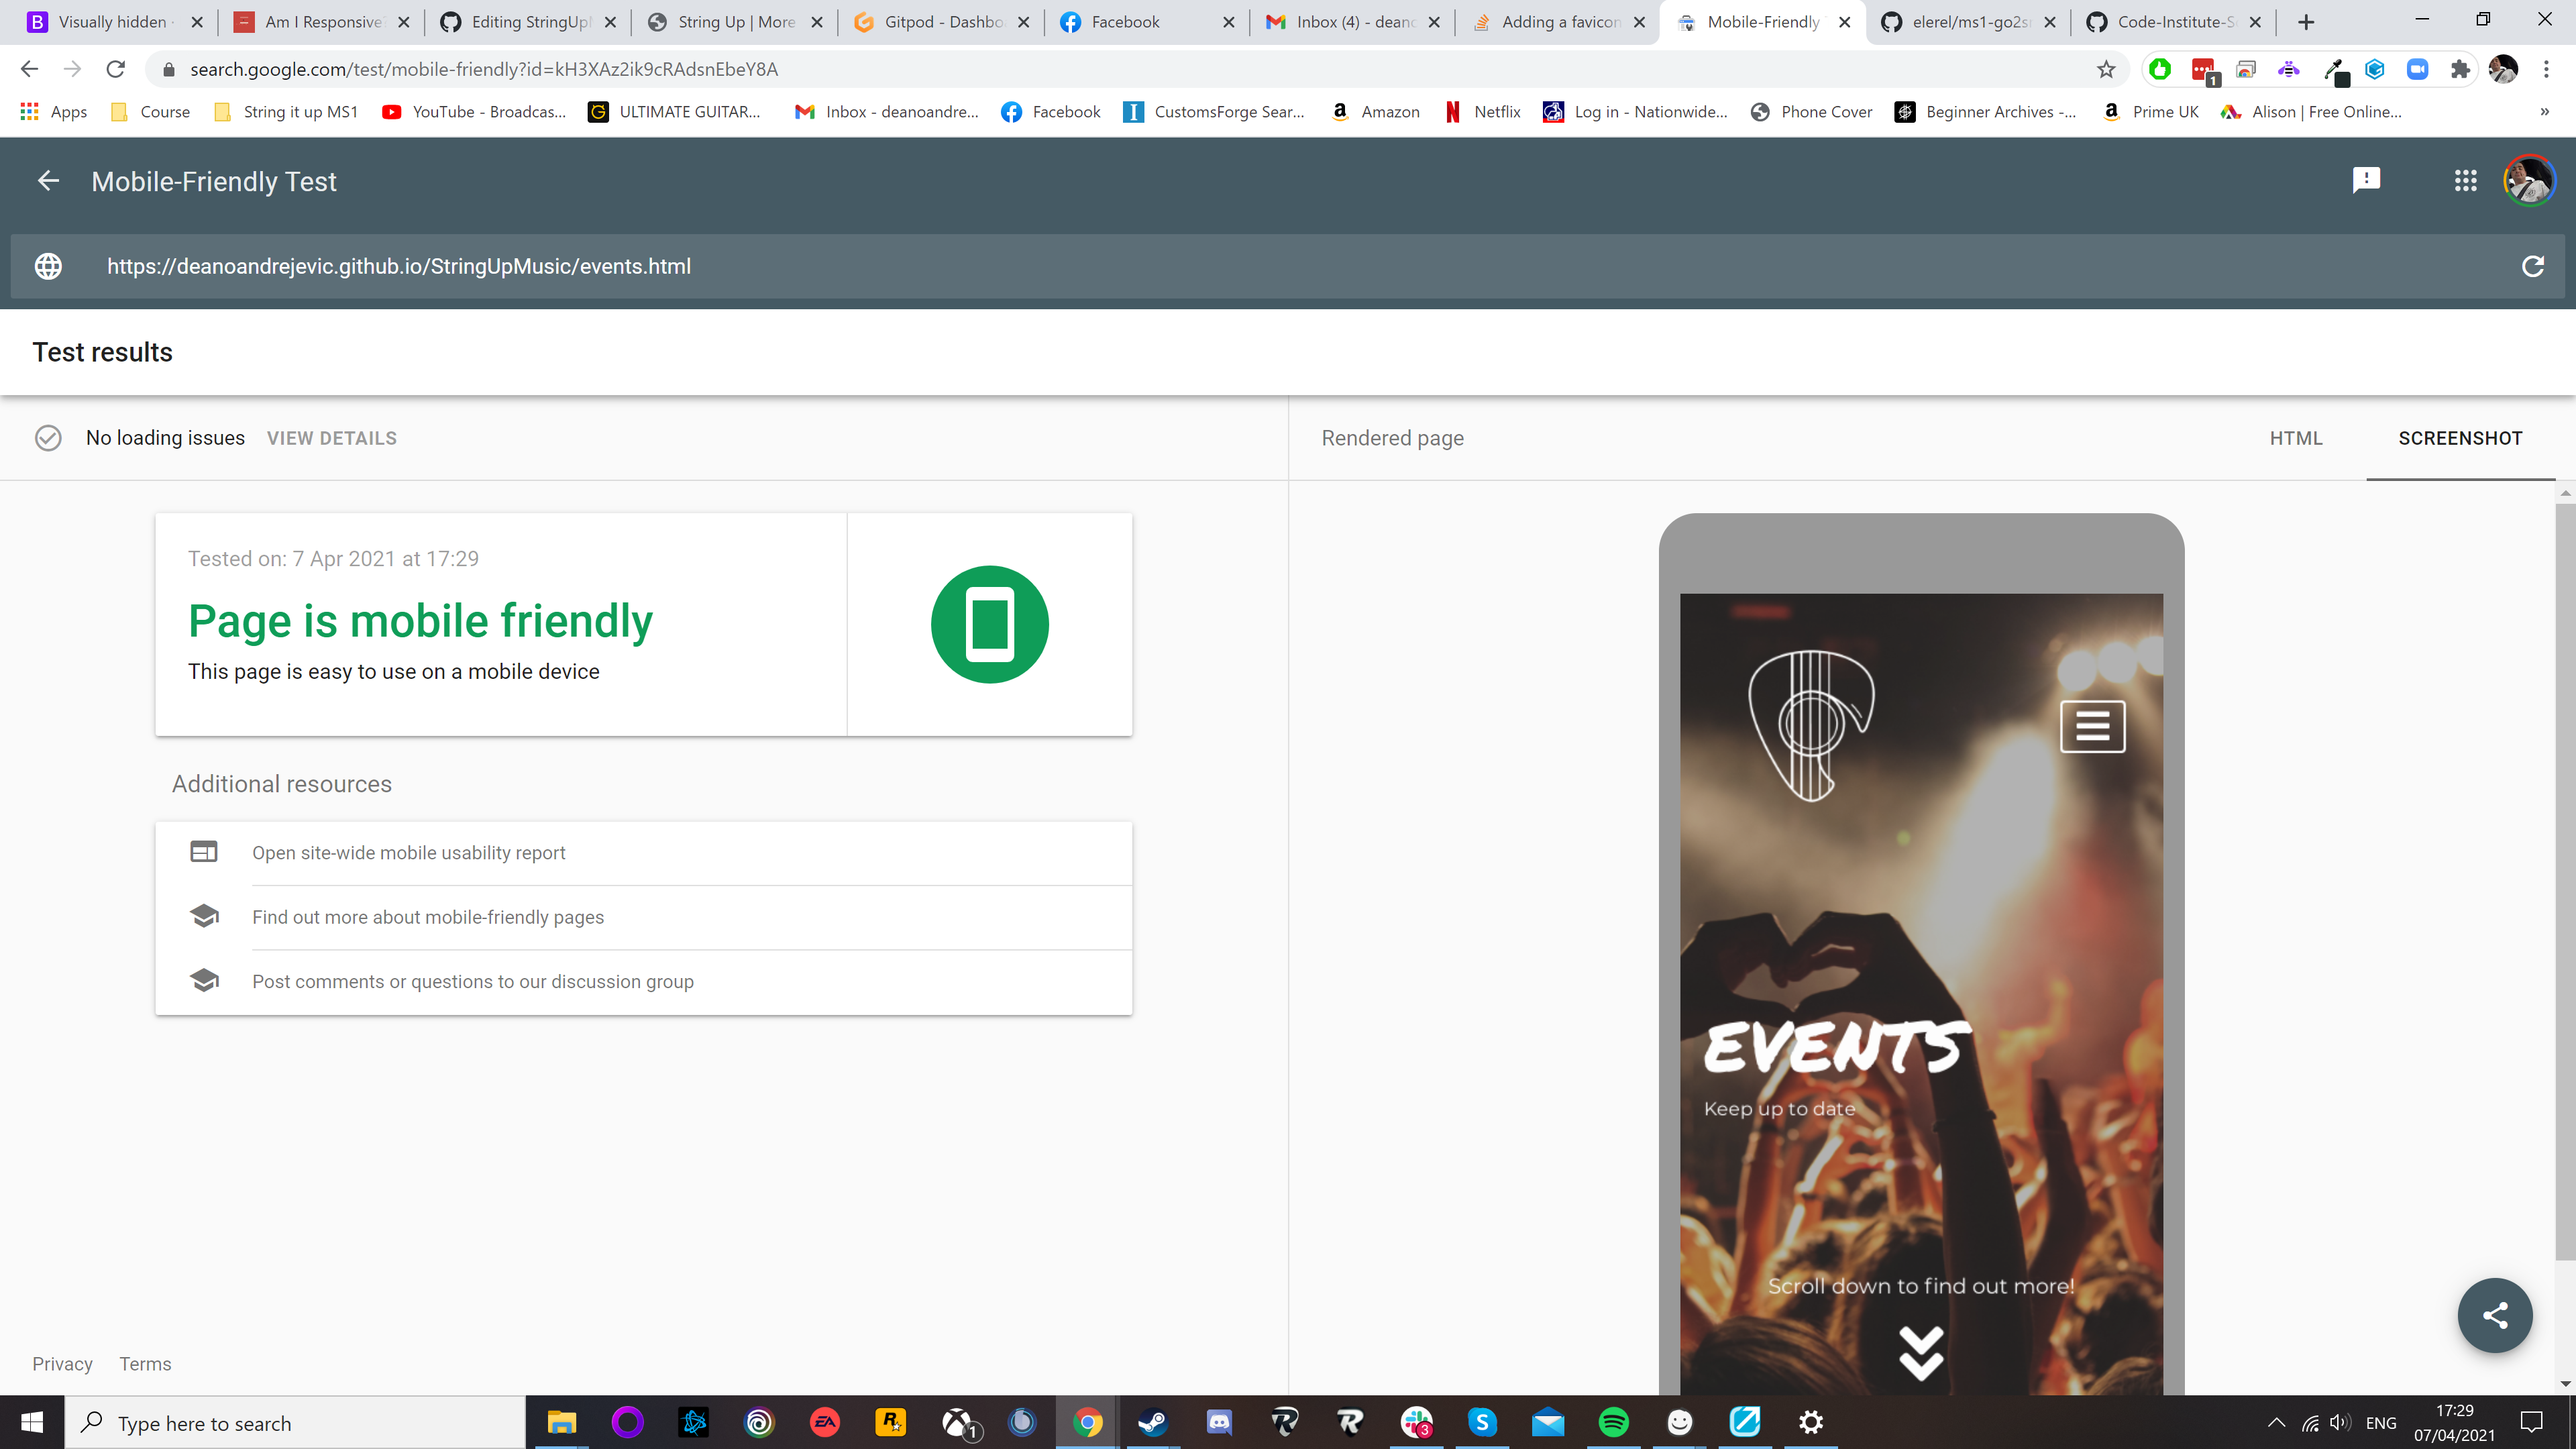 Visually hidden
Am I Responsive
Editing StringUp
String Up | More
Gitpod - Dashbo
Facebook
Inbox (4) - dean
Adding a favicon
Mobile-Friendly
elerel/ms1-go2s
Code-Institute-S
search.google.com/test/mobile-friendly?id=kH3XAz2ik9cRAdsnEbeY8A
1
Apps
Course
String it up MS1
YouTube - Broadcas...
ULTIMATE GUITAR...
Inbox - deanoandre...
Facebook
CustomsForge Sear...
Amazon
Netflix
Log in - Nationwide...
Phone Cover
Beginner Archives -...
Prime UK
Alison | Free Online...
»
Mobile-Friendly Test
https://deanoandrejevic.github.io/StringUpMusic/events.html
Test results
No loading issues VIEW DETAILS
Rendered page
HTML
SCREENSHOT
Tested on: 7 Apr 2021 at 17:29
Page is mobile friendly
This page is easy to use on a mobile device
Additional resources
Open site-wide mobile usability report
Find out more about mobile-friendly pages
Post comments or questions to our discussion group
EVENTS
Keep up to date
Scroll down to find out more!
Privacy Terms
Type here to search
EA
1
3
ENG
17:29
07/04/2021